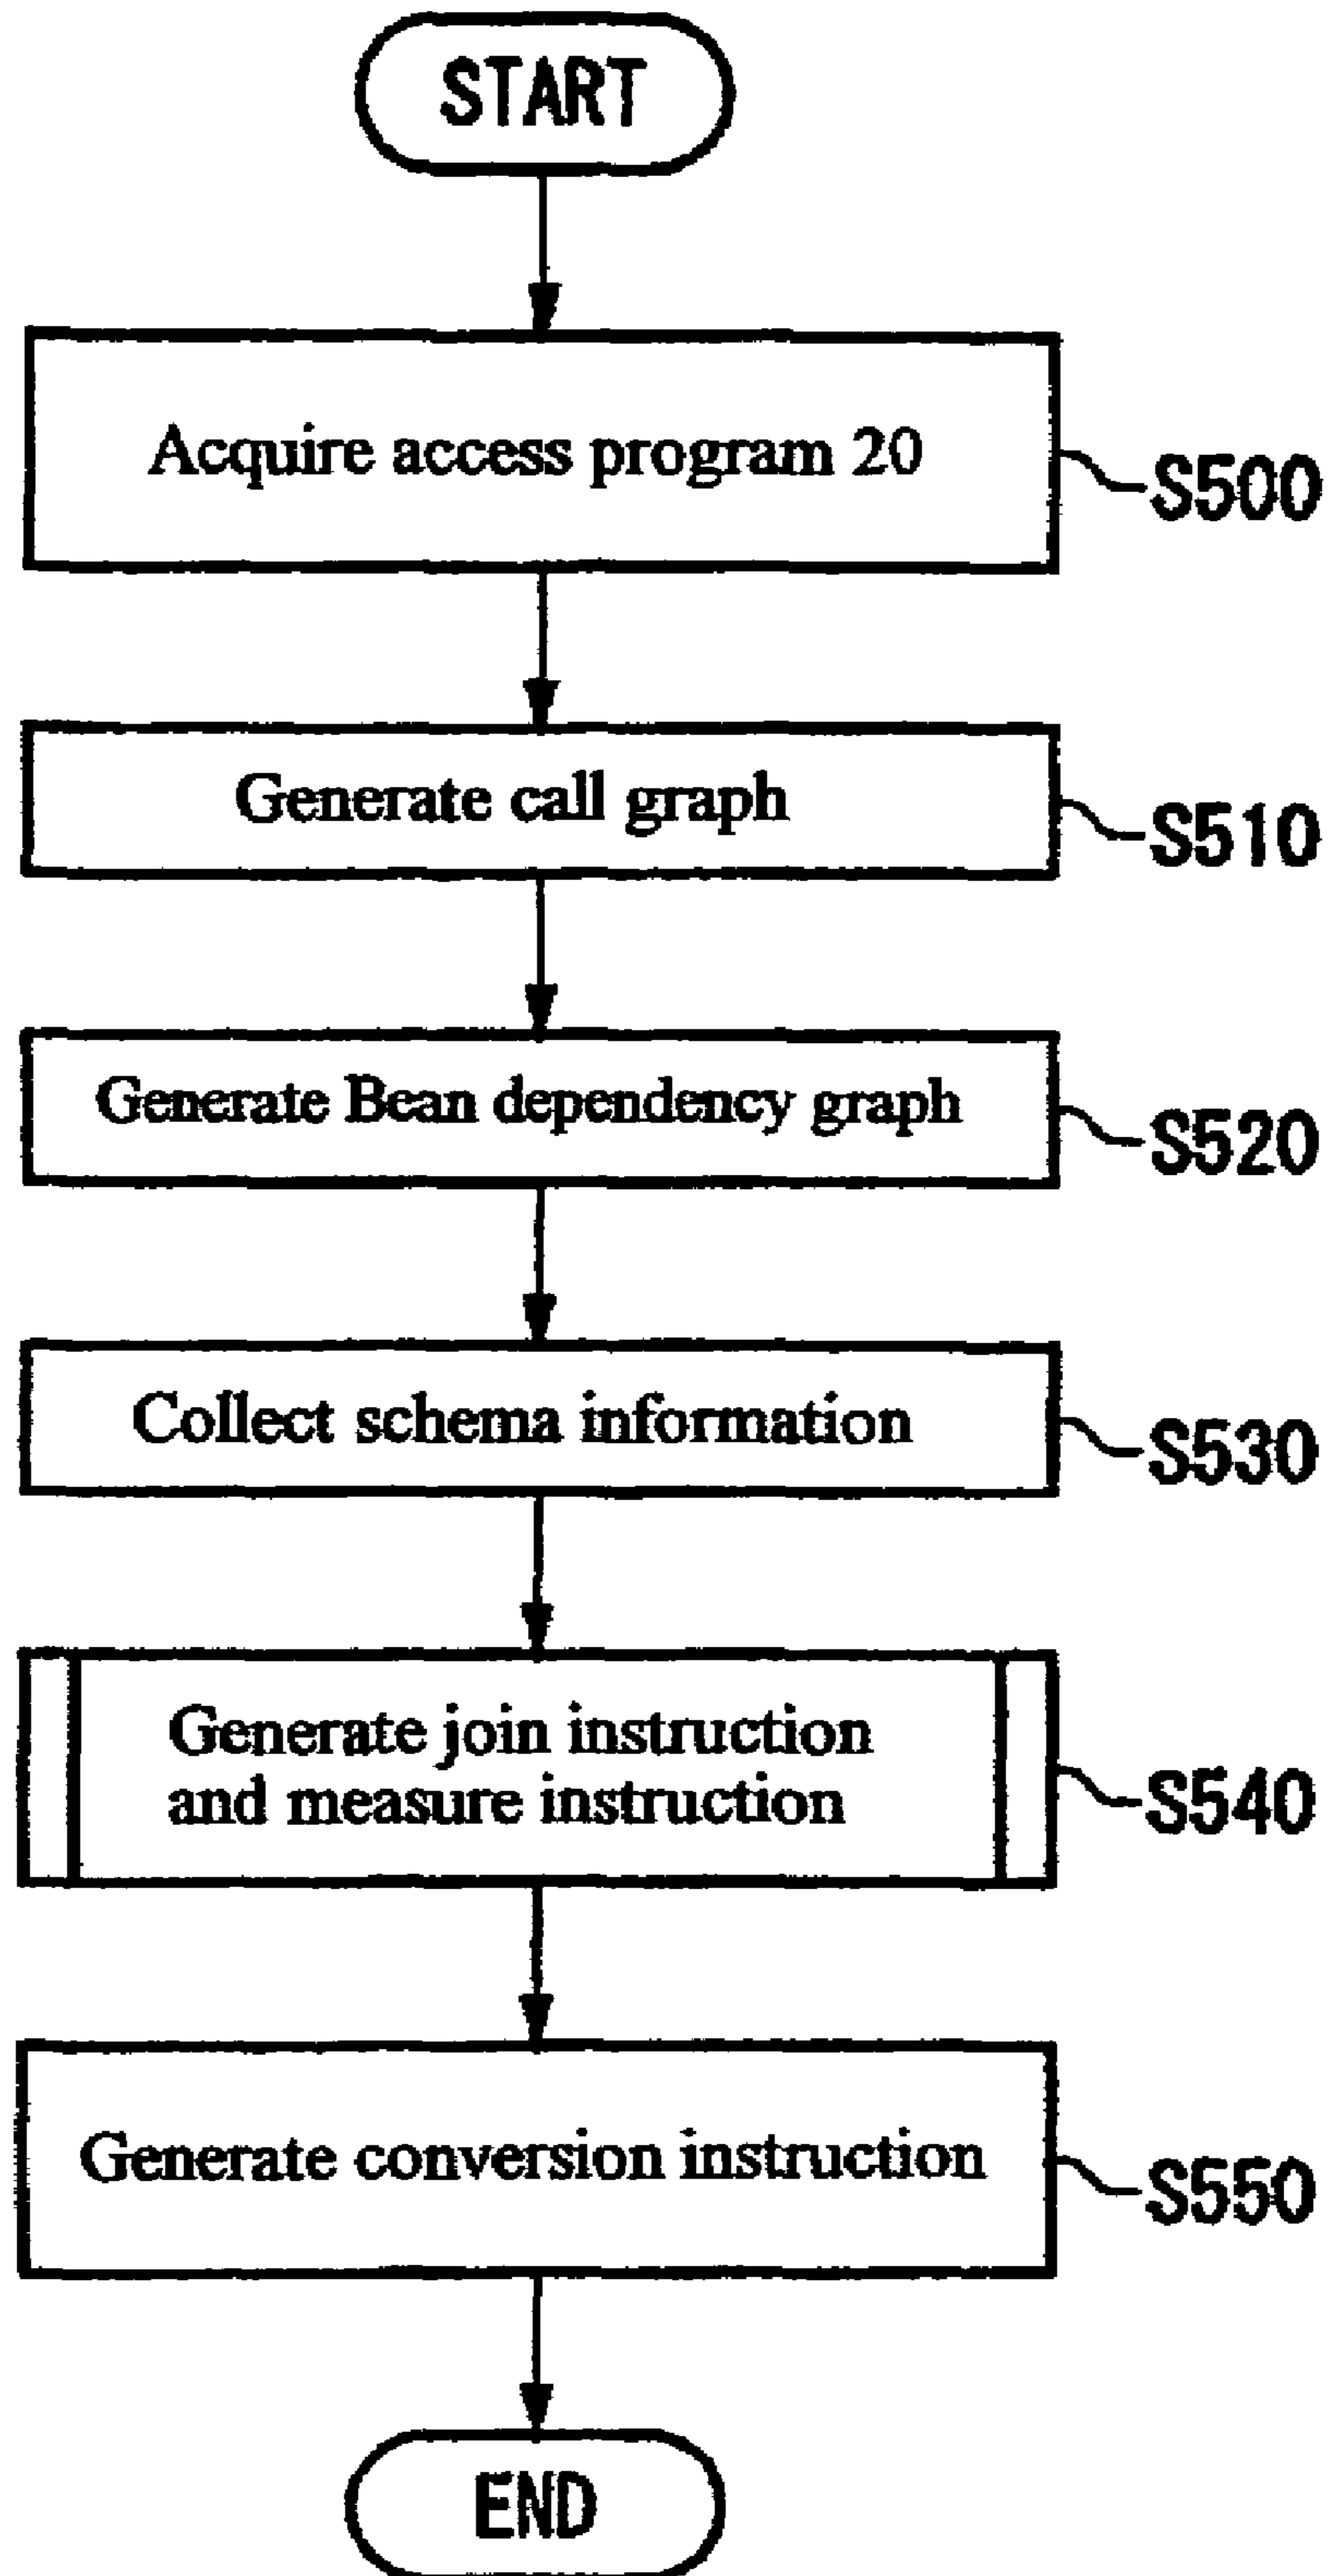 START
Acquire access program 20
S500
Generate call graph
S510
Generate Bean dependency graph
S520
Collect schema information
S530
Generate join instruction
and measure instruction
S540
Generate conversion instruction
S550
END